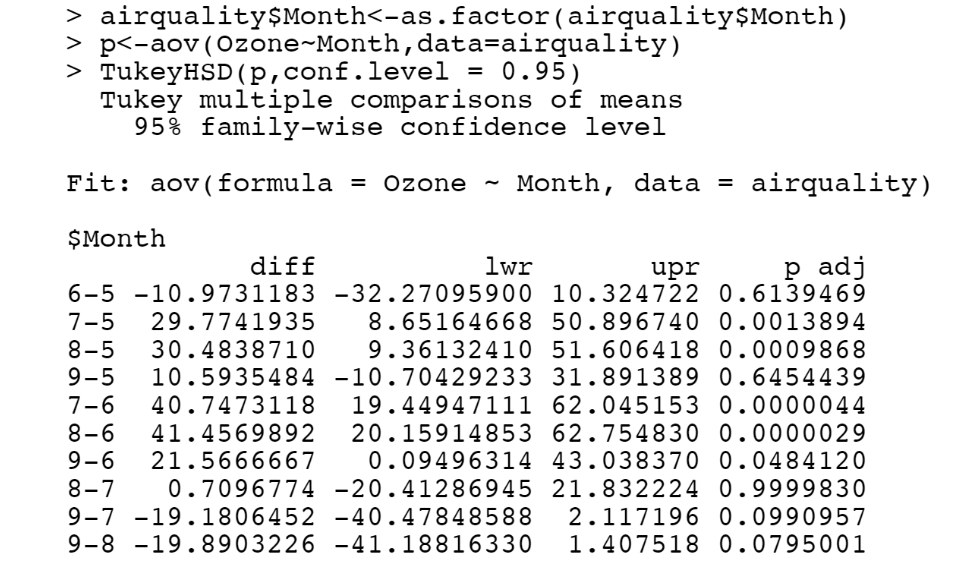 > airquality$Month<-as.factor(airquality$Month)
> p<-aov(Ozone~Month,data=airquality)
> TukeyHSD(p,conf.level = 0.95)
  Tukey multiple comparisons of means
    95% family-wise confidence level

Fit: aov(formula = Ozone ~ Month, data = airquality)

$Month
           diff          lwr       upr     p adj
6-5 -10.9731183 -32.27095900 10.324722 0.6139469
7-5  29.7741935   8.65164668 50.896740 0.0013894
8-5  30.4838710   9.36132410 51.606418 0.0009868
9-5  10.5935484 -10.70429233 31.891389 0.6454439
7-6  40.7473118  19.44947111 62.045153 0.0000044
8-6  41.4569892  20.15914853 62.754830 0.0000029
9-6  21.5666667   0.09496314 43.038370 0.0484120
8-7   0.7096774 -20.41286945 21.832224 0.9999830
9-7 -19.1806452 -40.47848588  2.117196 0.0990957
9-8 -19.8903226 -41.18816330  1.407518 0.0795001